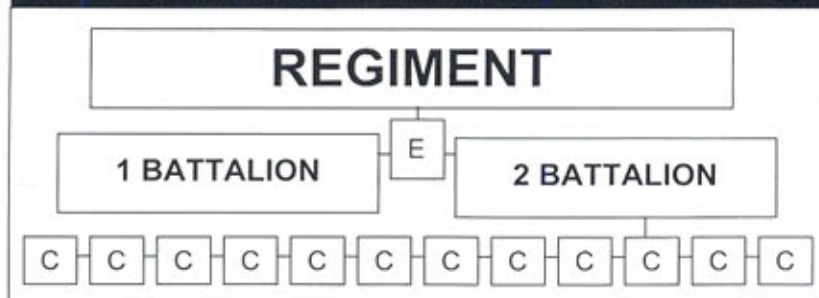 REGIMENT
E
1 BATTALION 2 BATTALION
C C C C C C C C C C C C